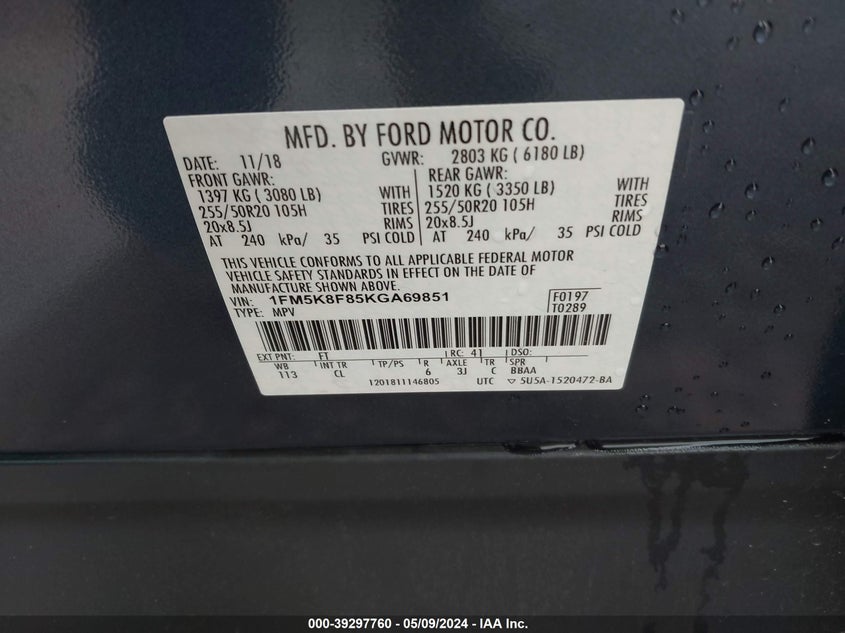 MFD. BY FORD MOTOR CO.
DATE: 11/18 GVWR: 2803 KG ( 6180 LB)
FRONT GAWR: REAR GAWR:
1397 KG ( 3080 LB) WITH 1520 KG ( 3350 LB) WITH
255/50R20 105H TIRES 255/50R20 105H TIRES
20x8.5J RIMS 20x8.5J RIMS
AT 240 kPa/ 35 PSI COLD AT 240 kPa/ 35 PSI COLD
THIS VEHICLE CONFORMS TO ALL APPLICABLE FEDERAL MOTOR
VEHICLE SAFETY STANDARDS IN EFFECT ON THE DATE OF
MANUFACTURE SHOWN ABOVE.
VIN: 1FM5K8F85KGA69851 F0197
TYPE: MPV T0289
EXT PNT: FT RC: 41 DSO:
WB INT TR TP/PS R AXLE TR SPR
113 CL 6 3J C BBAA
1201811146805 UTC ▽ 5U5A-1520472-BA
000-39297760 - 05/09/2024 - IAA Inc.